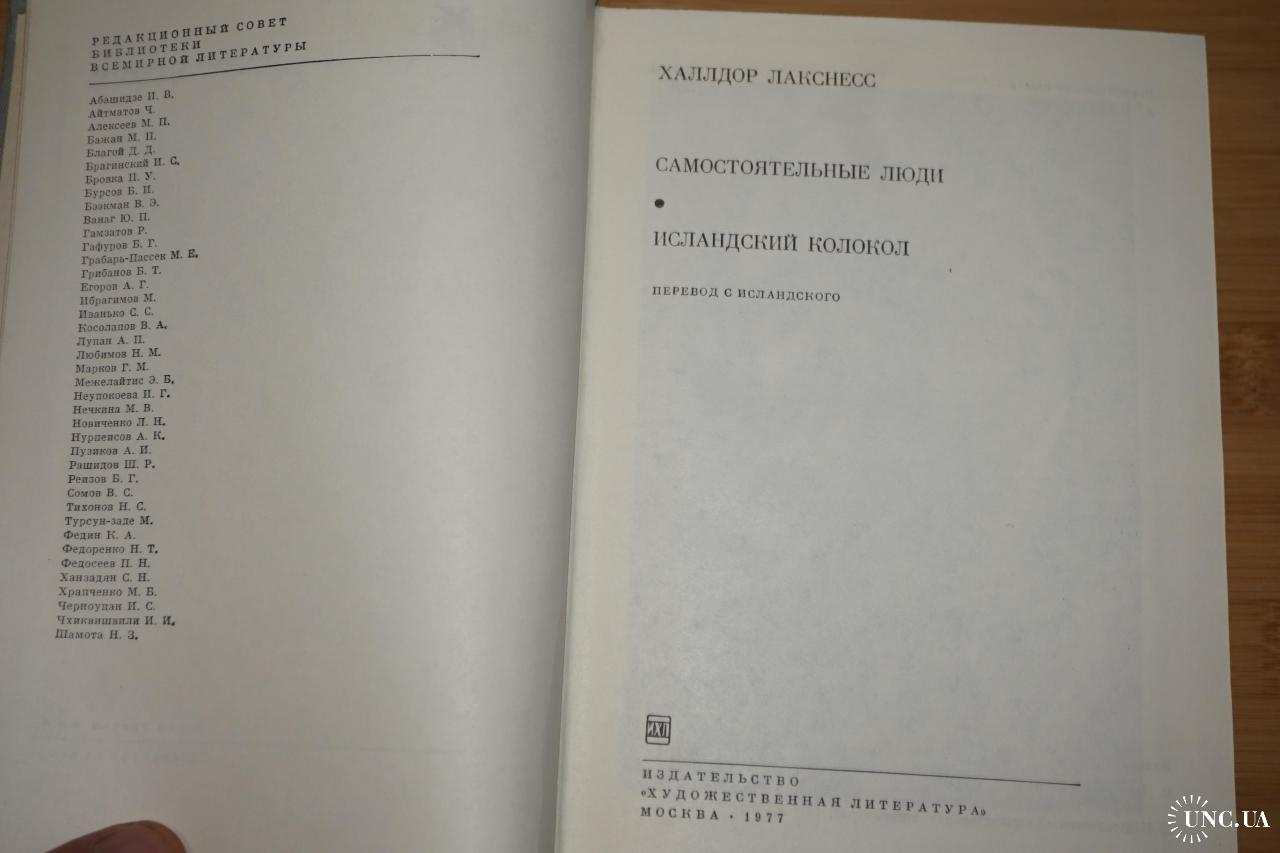 РЕДАКЦИОННЫЙ СОВЕТ
БИБЛИОТЕКИ
ВСЕМИРНОЙ ЛИТЕРАТУРЫ
Абашидзе И. В.
Айтматов Ч.
Алексеев М. П.
Бажан М. П.
Благой Д. Д.
Брагинский И. С.
Бровка П. У.
Бурсов Б. И.
Бээкман В. Э.
Ванаг Ю. П.
Гамзатов Р.
Гафуров Б. Г.
Грабарь-Пассек М. Е.
Грибанов Б. Т.
Егоров А. Г.
Ибрагимов М.
Иванько С. С.
Косолапов В. А.
Лупан А. П.
Любимов Н. М.
Марков Г. М.
Межелайтис Э. Б.
Неупокоева И. Г.
Нечкина М. В.
Новиченко Л. Н.
Нурпеисов А. К.
Пузиков А. И.
Рашидов Ш. Р.
Реизов Б. Г.
Сомов В. С.
Тихонов Н. С.
Турсун-заде М.
Федин К. А.
Федоренко Н. Т.
Федосеев П. Н.
Ханзадян С. Н.
Храпченко М. Б.
Черноуцан И. С.
Чхиквишвили И. И.
Шамота Н. З.
ХАЛЛДОР ЛАКСНЕСС
САМОСТОЯТЕЛЬНЫЕ ЛЮДИ
•
ИСЛАНДСКИЙ КОЛОКОЛ
ПЕРЕВОД С ИСЛАНДСКОГО
ИХЛ
ИЗДАТЕЛЬСТВО
«ХУДОЖЕСТВЕННАЯ ЛИТЕРАТУРА»
МОСКВА · 1977
UNC.UA